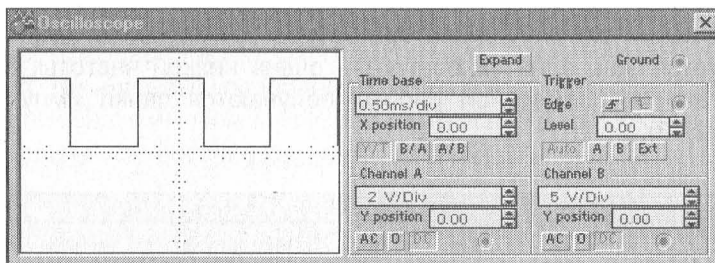 Oscilloscope
Expand Ground
Time base Trigger
0.50ms/div Edge
X position 0.00 Level 0.00
Y/T B/A A/B Auto A B Ext
Channel A Channel B
2 V/Div 5 V/Div
Y position 0.00 Y position 0.00
AC 0 DC AC 0 DC